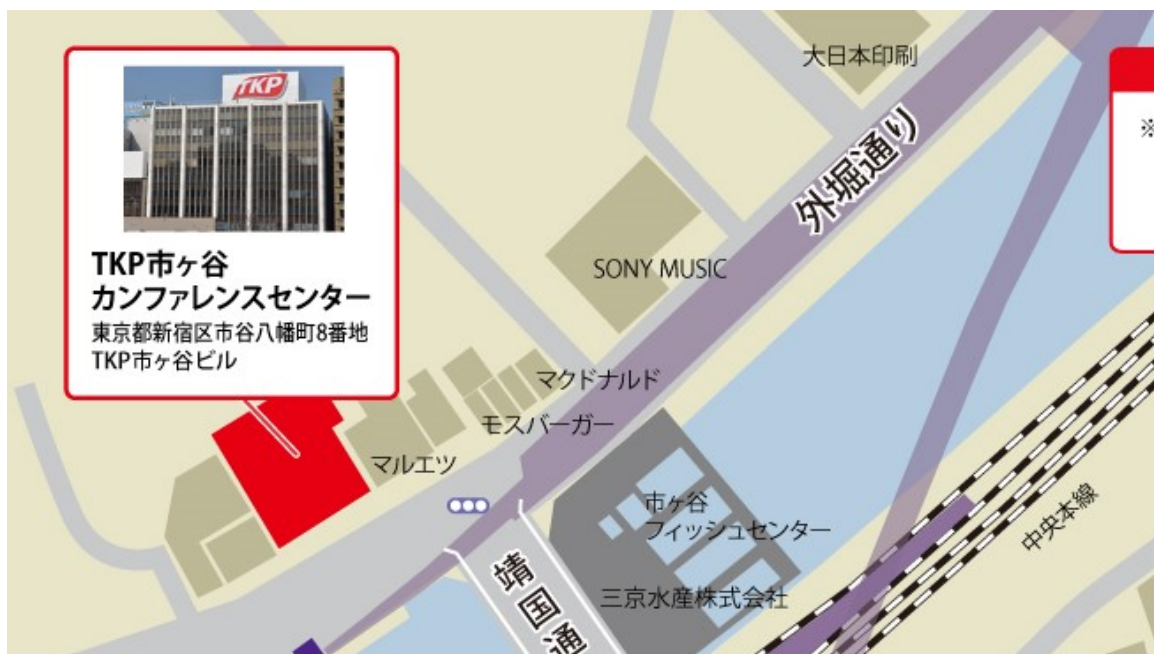 TKP
TKP市ヶ谷
カンファレンスセンター
東京都新宿区市谷八幡町8番地
TKP市ヶ谷ビル
大日本印刷
外堀通り
※
SONY MUSIC
マクドナルド
モスバーガー
マルエツ
市ヶ谷
フィッシュセンター
中央本線
三京水産株式会社
靖国通